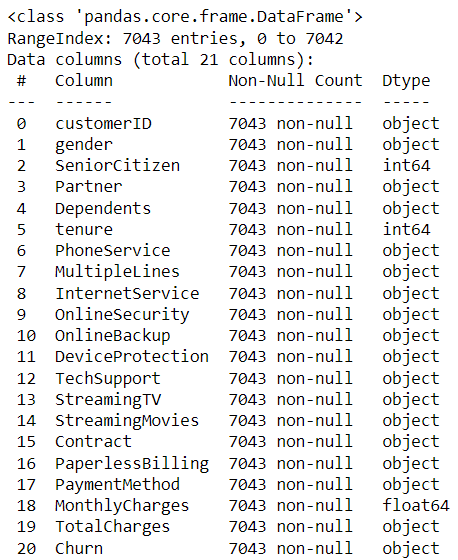 <class 'pandas.core.frame.DataFrame'>
RangeIndex: 7043 entries, 0 to 7042
Data columns (total 21 columns):
 #   Column            Non-Null Count  Dtype
---  ------            --------------  -----
 0   customerID        7043 non-null   object
 1   gender            7043 non-null   object
 2   SeniorCitizen     7043 non-null   int64
 3   Partner           7043 non-null   object
 4   Dependents        7043 non-null   object
 5   tenure            7043 non-null   int64
 6   PhoneService      7043 non-null   object
 7   MultipleLines     7043 non-null   object
 8   InternetService   7043 non-null   object
 9   OnlineSecurity    7043 non-null   object
 10  OnlineBackup      7043 non-null   object
 11  DeviceProtection  7043 non-null   object
 12  TechSupport       7043 non-null   object
 13  StreamingTV       7043 non-null   object
 14  StreamingMovies   7043 non-null   object
 15  Contract          7043 non-null   object
 16  PaperlessBilling  7043 non-null   object
 17  PaymentMethod     7043 non-null   object
 18  MonthlyCharges    7043 non-null   float64
 19  TotalCharges      7043 non-null   object
 20  Churn             7043 non-null   object